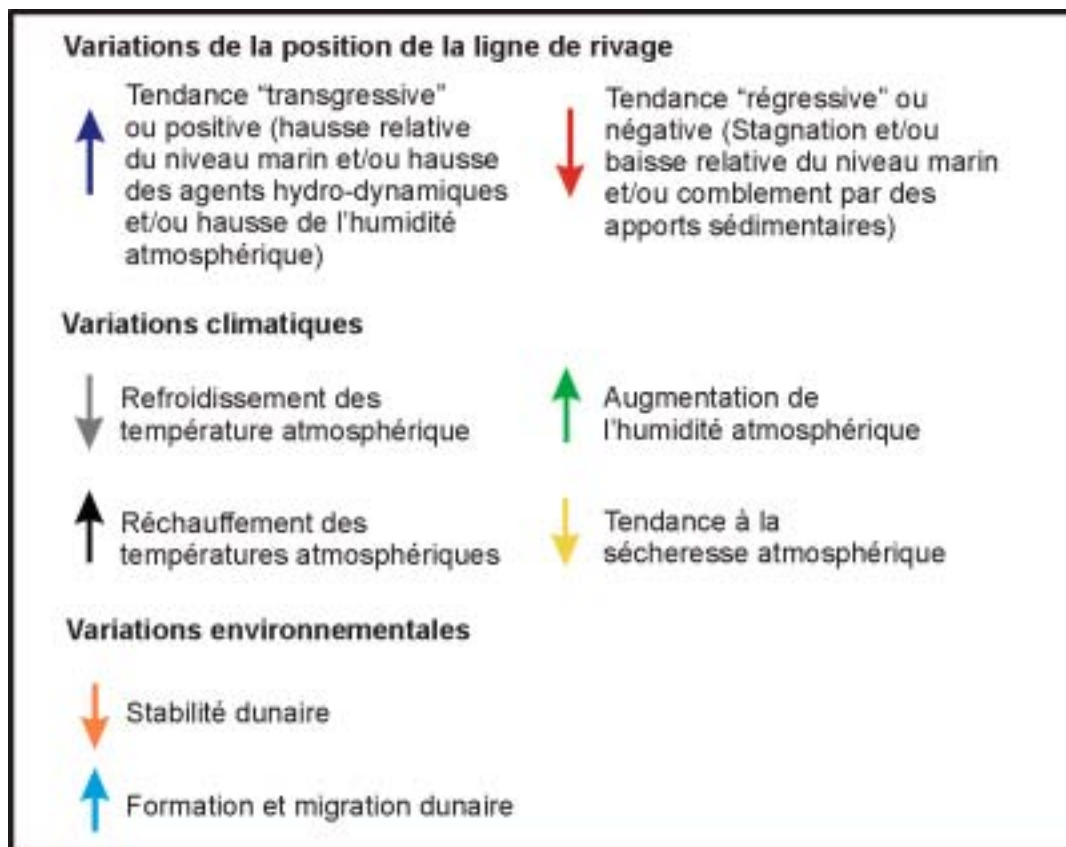 Variations de la position de la ligne de rivage
Tendance “transgressive”
ou positive (hausse relative
du niveau marin et/ou hausse
des agents hydro-dynamiques
et/ou hausse de l’humidité
atmosphérique)
Tendance “régressive” ou
négative (Stagnation et/ou
baisse relative du niveau marin
et/ou comblement par des
apports sédimentaires)
Variations climatiques
Refroidissement des
température atmosphérique
Augmentation de
l’humidité atmosphérique
Réchauffement des
températures atmosphériques
Tendance à la
sécheresse atmosphérique
Variations environnementales
Stabilité dunaire
Formation et migration dunaire